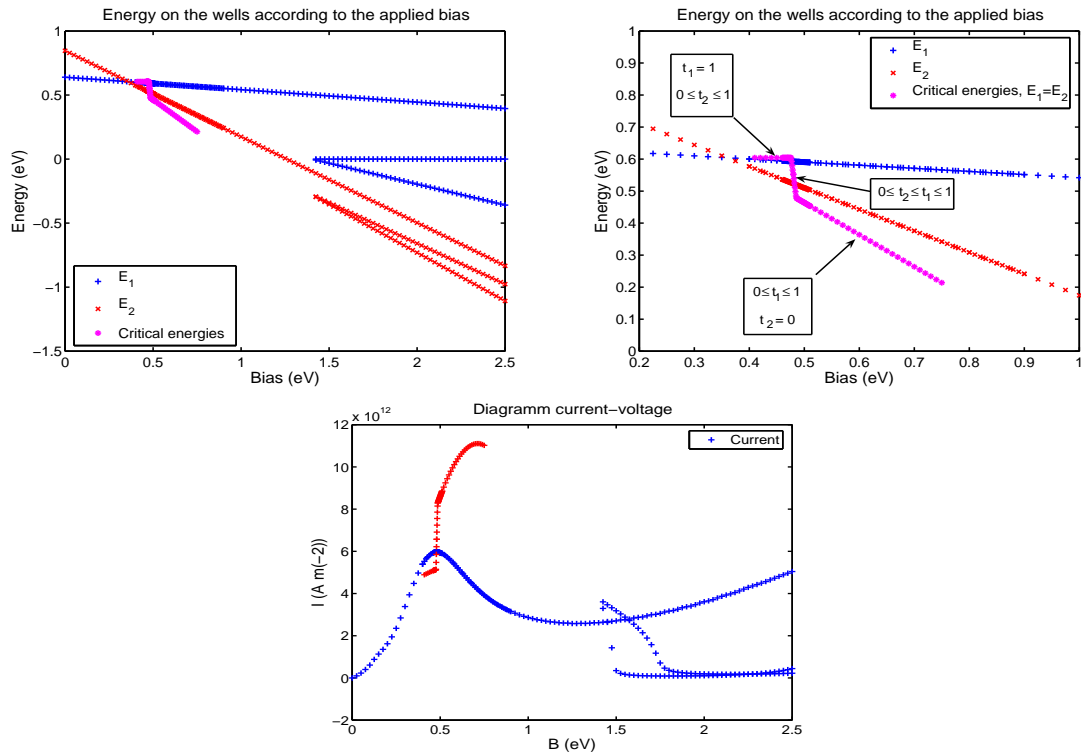 Energy on the wells according to the applied bias
1
0.5
0
−0.5
−1
−1.5
Energy (eV)
E1
E2
Critical energies
0
0.5
1
1.5
2
2.5
Bias (eV)
Energy on the wells according to the applied bias
1
0.9
0.8
0.7
0.6
0.5
0.4
0.3
0.2
0.1
0
Energy (eV)
t1 = 1
0≤ t2 ≤ 1
E1
E2
Critical energies, E1=E2
0≤ t2 ≤ t1 ≤ 1
0≤ t1 ≤ 1
t2 = 0
0.2
0.3
0.4
0.5
0.6
0.7
0.8
0.9
1
Bias (eV)
Diagramm current−voltage
x 10^12
12
10
8
6
4
2
0
−2
I (A m(−2))
Current
0
0.5
1
1.5
2
2.5
B (eV)